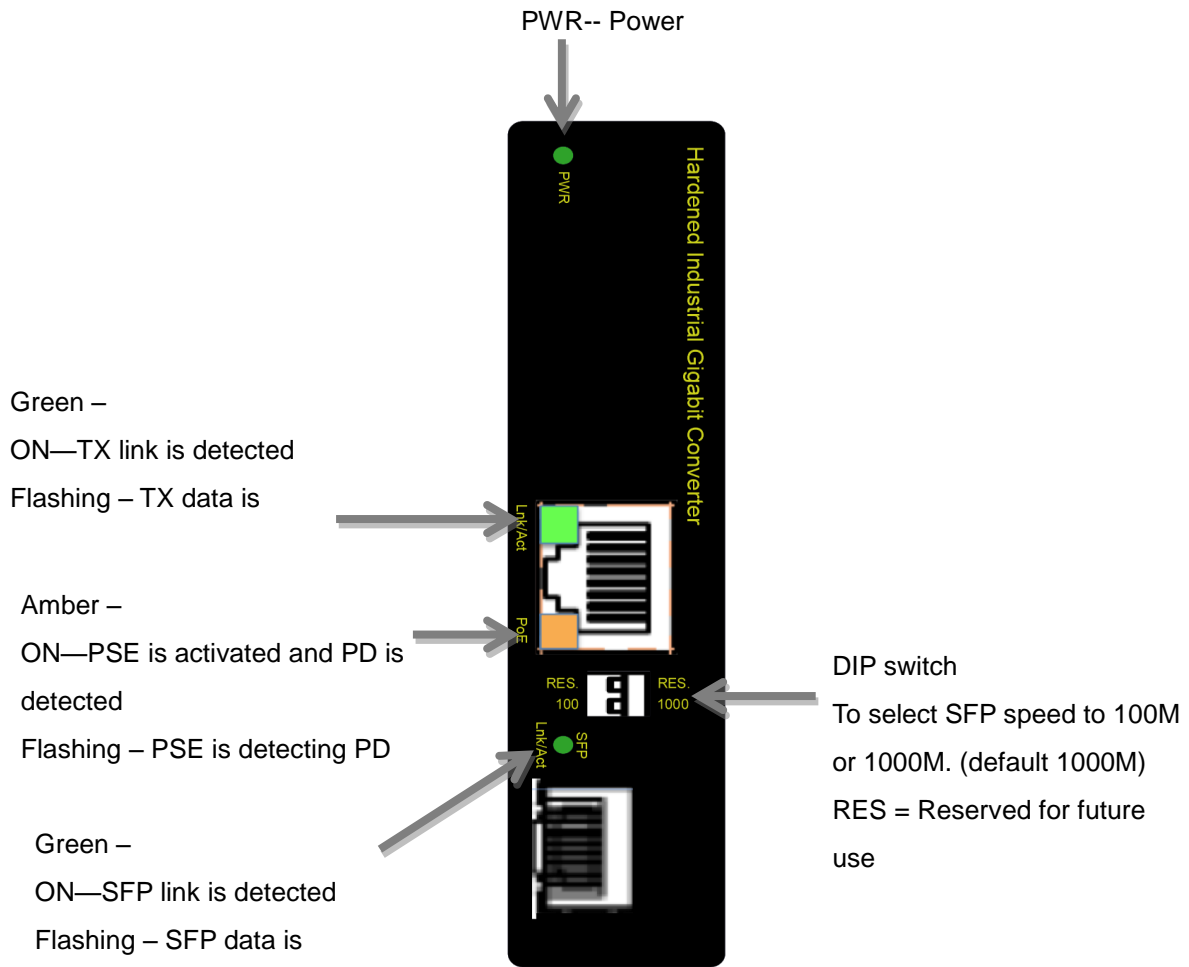 PWR-- Power
PWR
Hardened Industrial Gigabit Converter
Green –
ON—TX link is detected
Flashing – TX data is
Lnk/Act
Amber –
ON—PSE is activated and PD is
detected
Flashing – PSE is detecting PD
PoE
RES.
100
RES.
1000
DIP switch
To select SFP speed to 100M
or 1000M. (default 1000M)
RES = Reserved for future
use
Lnk/Act
SFP
Green –
ON—SFP link is detected
Flashing – SFP data is